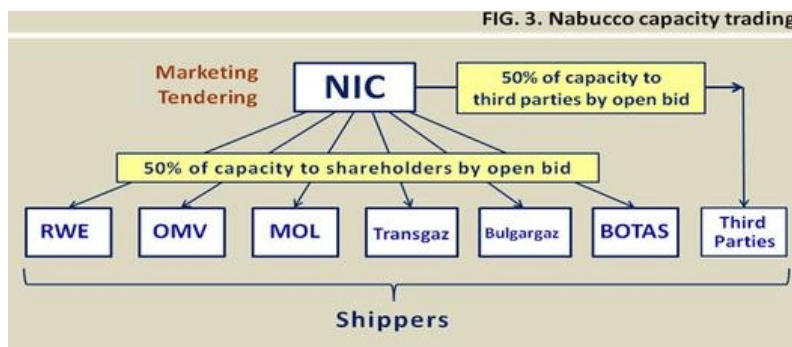 FIG. 3. Nabucco capacity trading
Marketing
Tendering
NIC
50% of capacity to
third parties by open bid
50% of capacity to shareholders by open bid
RWE
OMV
MOL
Transgaz
Bulgargaz
BOTAS
Third
Parties
Shippers